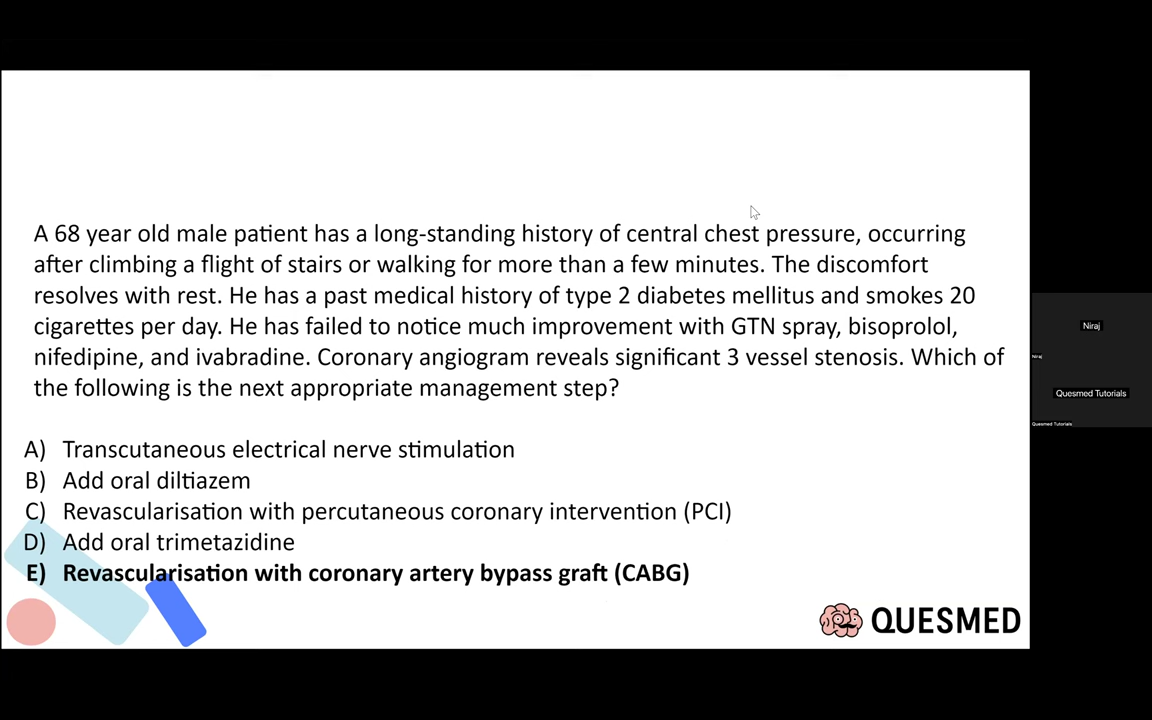 A 68 year old male patient has a long-standing history of central chest pressure, occurring
after climbing a flight of stairs or walking for more than a few minutes. The discomfort
resolves with rest. He has a past medical history of type 2 diabetes mellitus and smokes 20
cigarettes per day. He has failed to notice much improvement with GTN spray, bisoprolol,
nifedipine, and ivabradine. Coronary angiogram reveals significant 3 vessel stenosis. Which of
the following is the next appropriate management step?
A) Transcutaneous electrical nerve stimulation
B) Add oral diltiazem
C) Revascularisation with percutaneous coronary intervention (PCI)
D) Add oral trimetazidine
E) Revascularisation with coronary artery bypass graft (CABG)
QUESMED
Niraj
Niraj
Quesmed Tutorials
Quesmed Tutorials